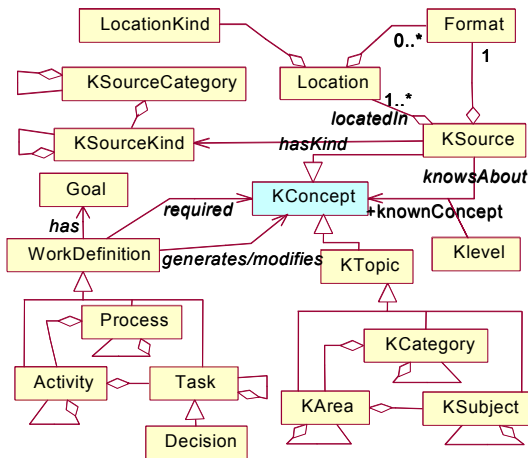 LocationKind
Format
0..*
1
KSourceCategory
Location
1..*
locatedIn
KSourceKind
hasKind
KSource
Goal
knowsAbout
required
KConcept
+knownConcept
has
WorkDefinition
generates/modifies
KTopic
Klevel
Process
KCategory
Activity
Task
KArea
KSubject
Decision